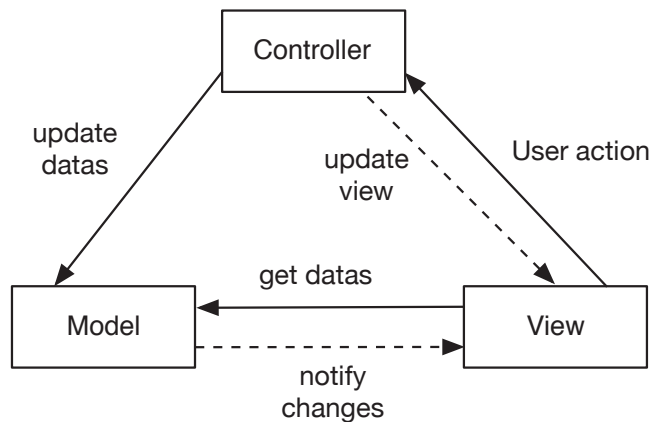 Controller
update
datas
User action
update
view
get datas
Model
View
notify
changes